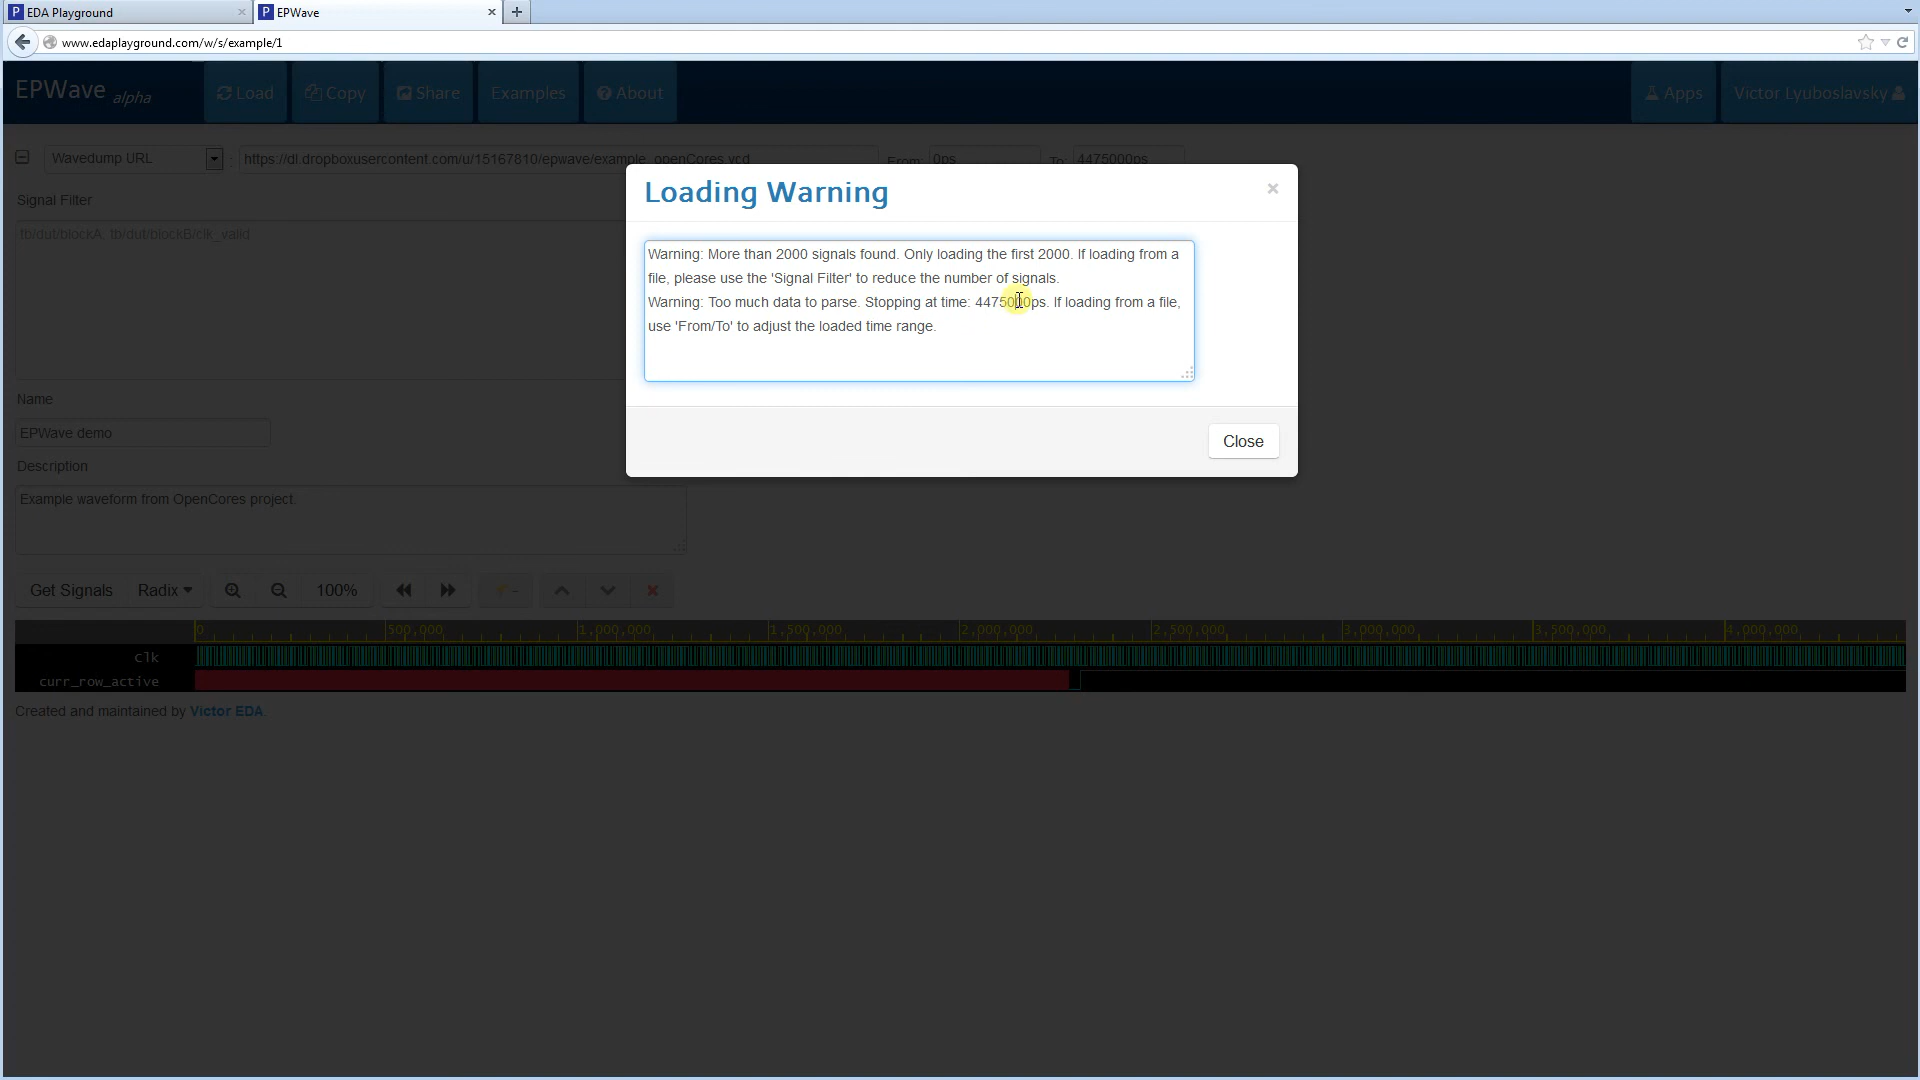 EDA Playground
EPWave
www.edaplayground.com/w/s/example/1
EPWave alpha
Load
Copy
Share
Examples
About
Apps
Victor Lyuboslavsky
Wavedump URL
:
https://dl.dropboxusercontent.com/u/15167810/epwave/example_openCores.vcd
From:
0ps
To:
4475000ps
Signal Filter
tb/dut/blockA, tb/dut/blockB/clk_valid
Loading Warning
×
Warning: More than 2000 signals found. Only loading the first 2000. If loading from a
file, please use the 'Signal Filter' to reduce the number of signals.
Warning: Too much data to parse. Stopping at time: 4475000ps. If loading from a file,
use 'From/To' to adjust the loaded time range.
Close
Name
EPWave demo
Description
Example waveform from OpenCores project.
Get Signals
Radix
100%
0
500,000
1,000,000
1,500,000
2,000,000
2,500,000
3,000,000
3,500,000
4,000,000
clk
curr_row_active
Created and maintained by Victor EDA.